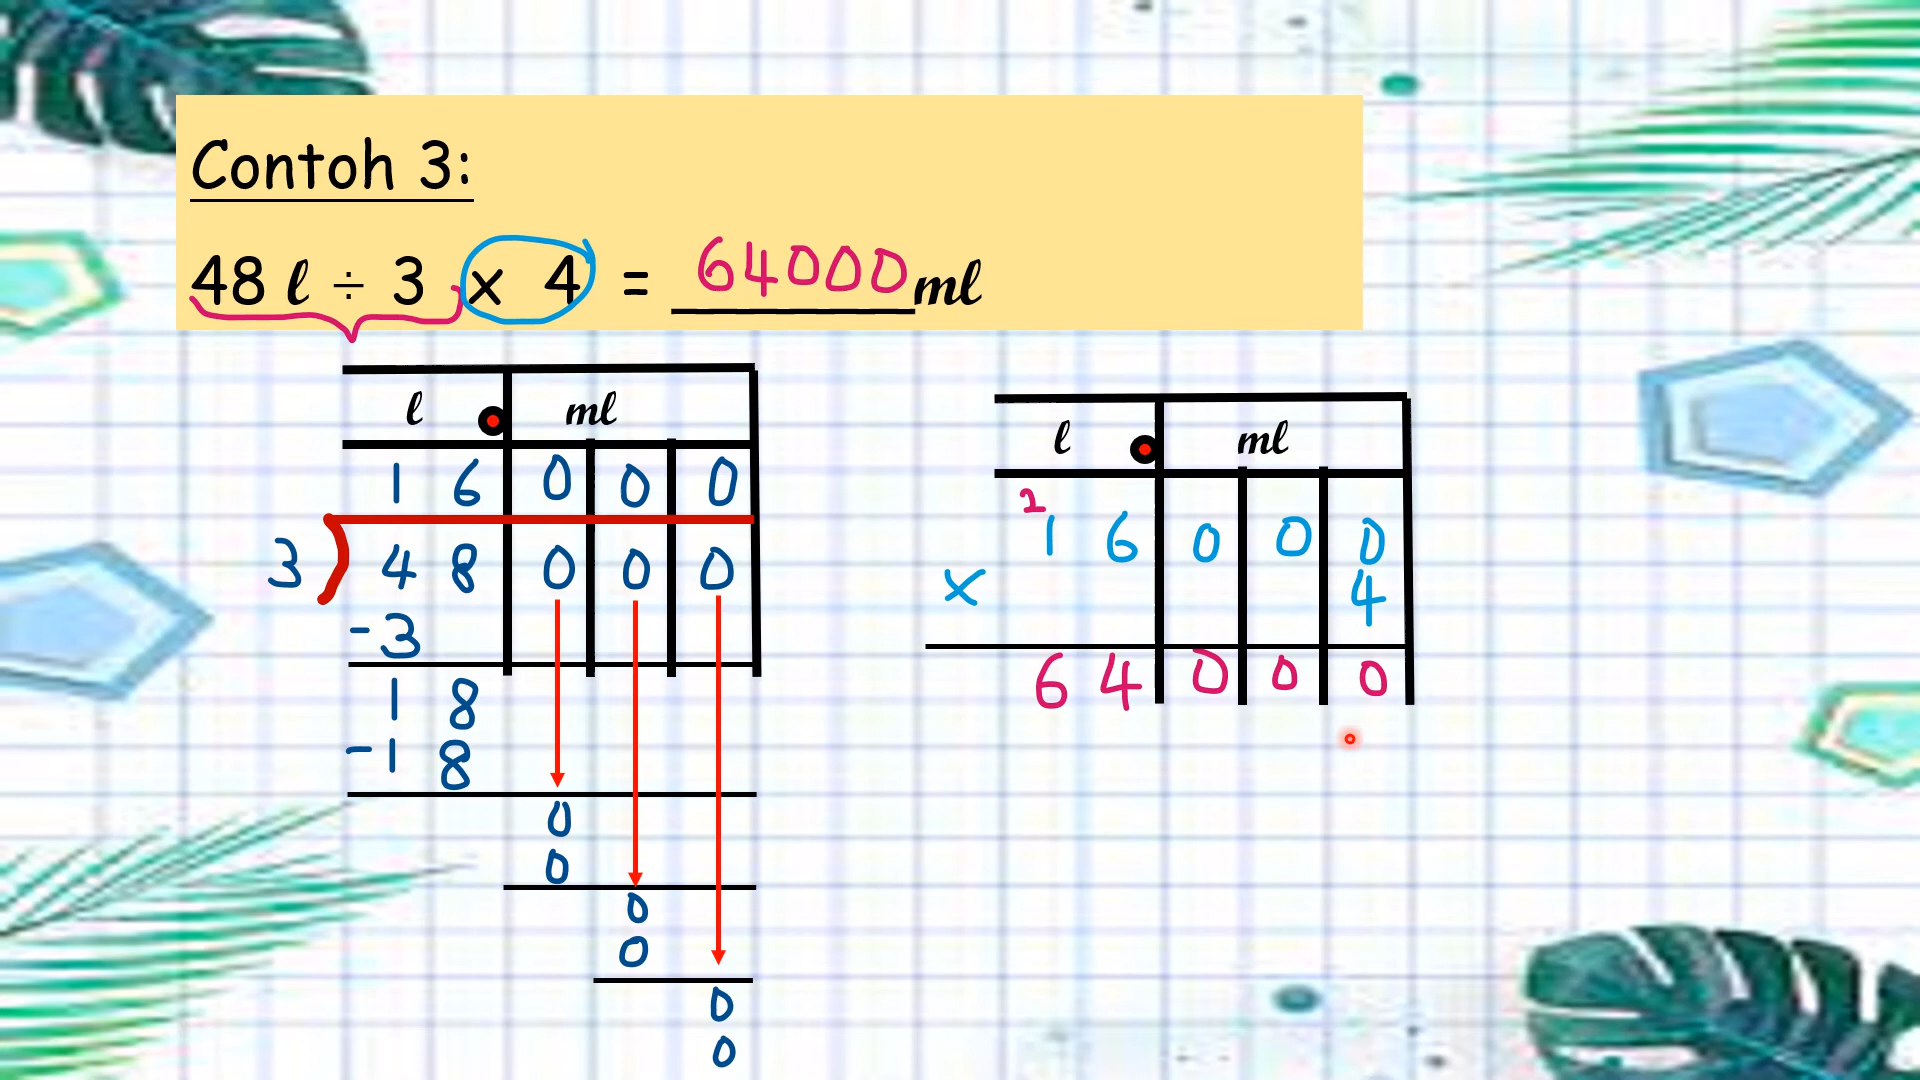 Contoh 3:
48 l ÷ 3 x 4 = 64000 ml
l . ml
1 6 0 0 0
3 ) 4 8 0 0 0
- 3
1 8
- 1 8
0
0
0
0
0
0
l . ml
2
1 6 0 0 0
x 4
6 4 0 0 0